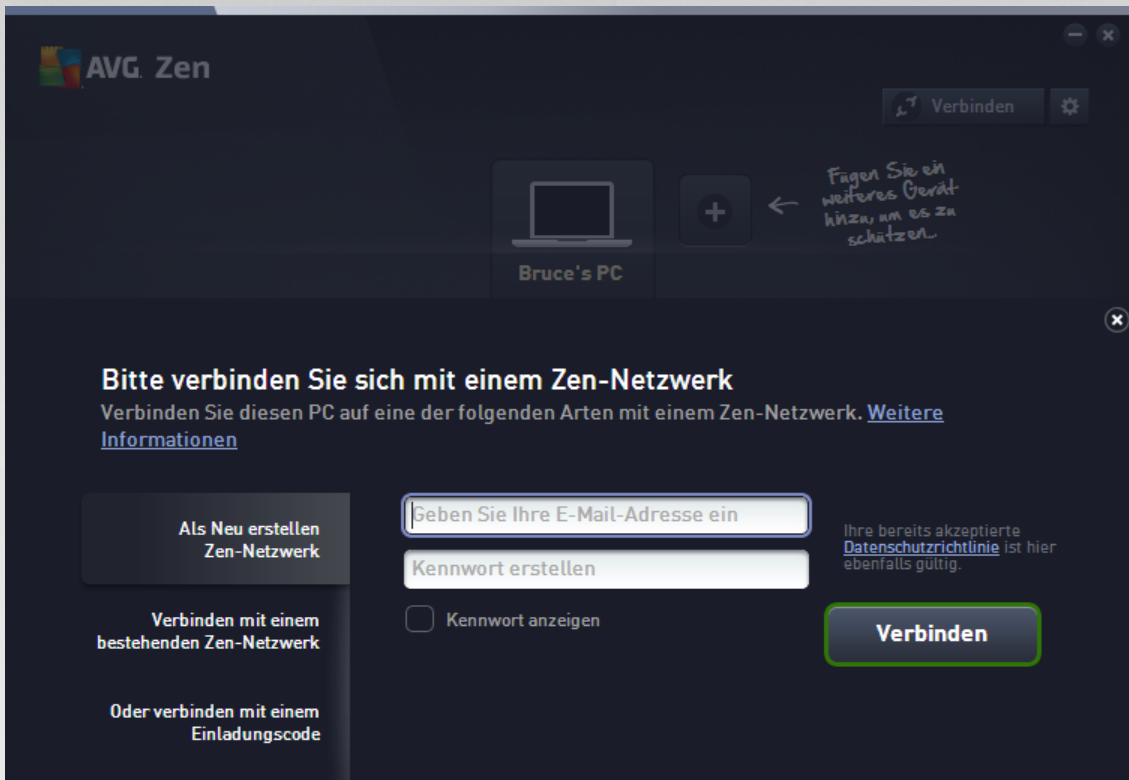 AVG. Zen
Verbinden
Fügen Sie ein
weiteres Gerät
hinzu, um es zu
schützen...
Bruce's PC
Bitte verbinden Sie sich mit einem Zen-Netzwerk
Verbinden Sie diesen PC auf eine der folgenden Arten mit einem Zen-Netzwerk. Weitere
Informationen
Als Neu erstellen
Zen-Netzwerk
Verbinden mit einem
bestehenden Zen-Netzwerk
Oder verbinden mit einem
Einladungscode
Geben Sie Ihre E-Mail-Adresse ein
Kennwort erstellen
Kennwort anzeigen
Ihre bereits akzeptierte
Datenschutzrichtlinie ist hier
ebenfalls gültig.
Verbinden